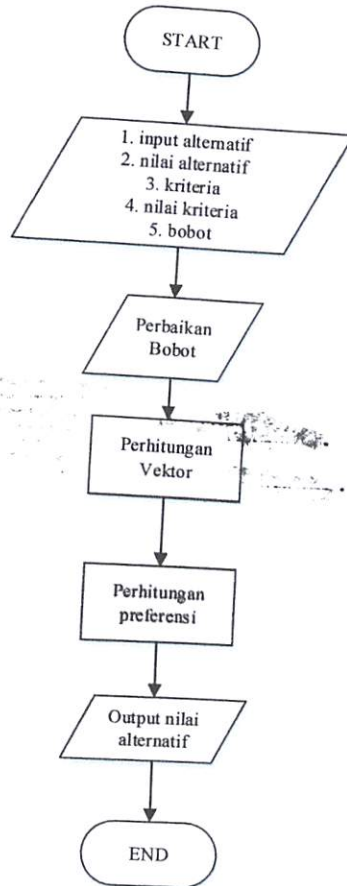 START
1. input alternatif
2. nilai alternatif
3. kriteria
4. nilai kriteria
5. bobot
Perbaikan
Bobot
Perhitungan
Vektor
Perhitungan
preferensi
Output nilai
alternatif
END